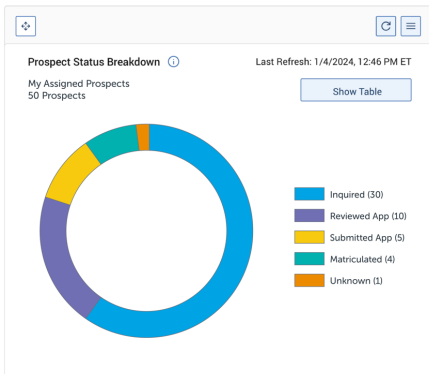 Prospect Status Breakdown
Last Refresh: 1/4/2024, 12:46 PM ET
My Assigned Prospects
50 Prospects
Show Table
Inquired (30)
Reviewed App (10)
Submitted App (5)
Matriculated (4)
Unknown (1)